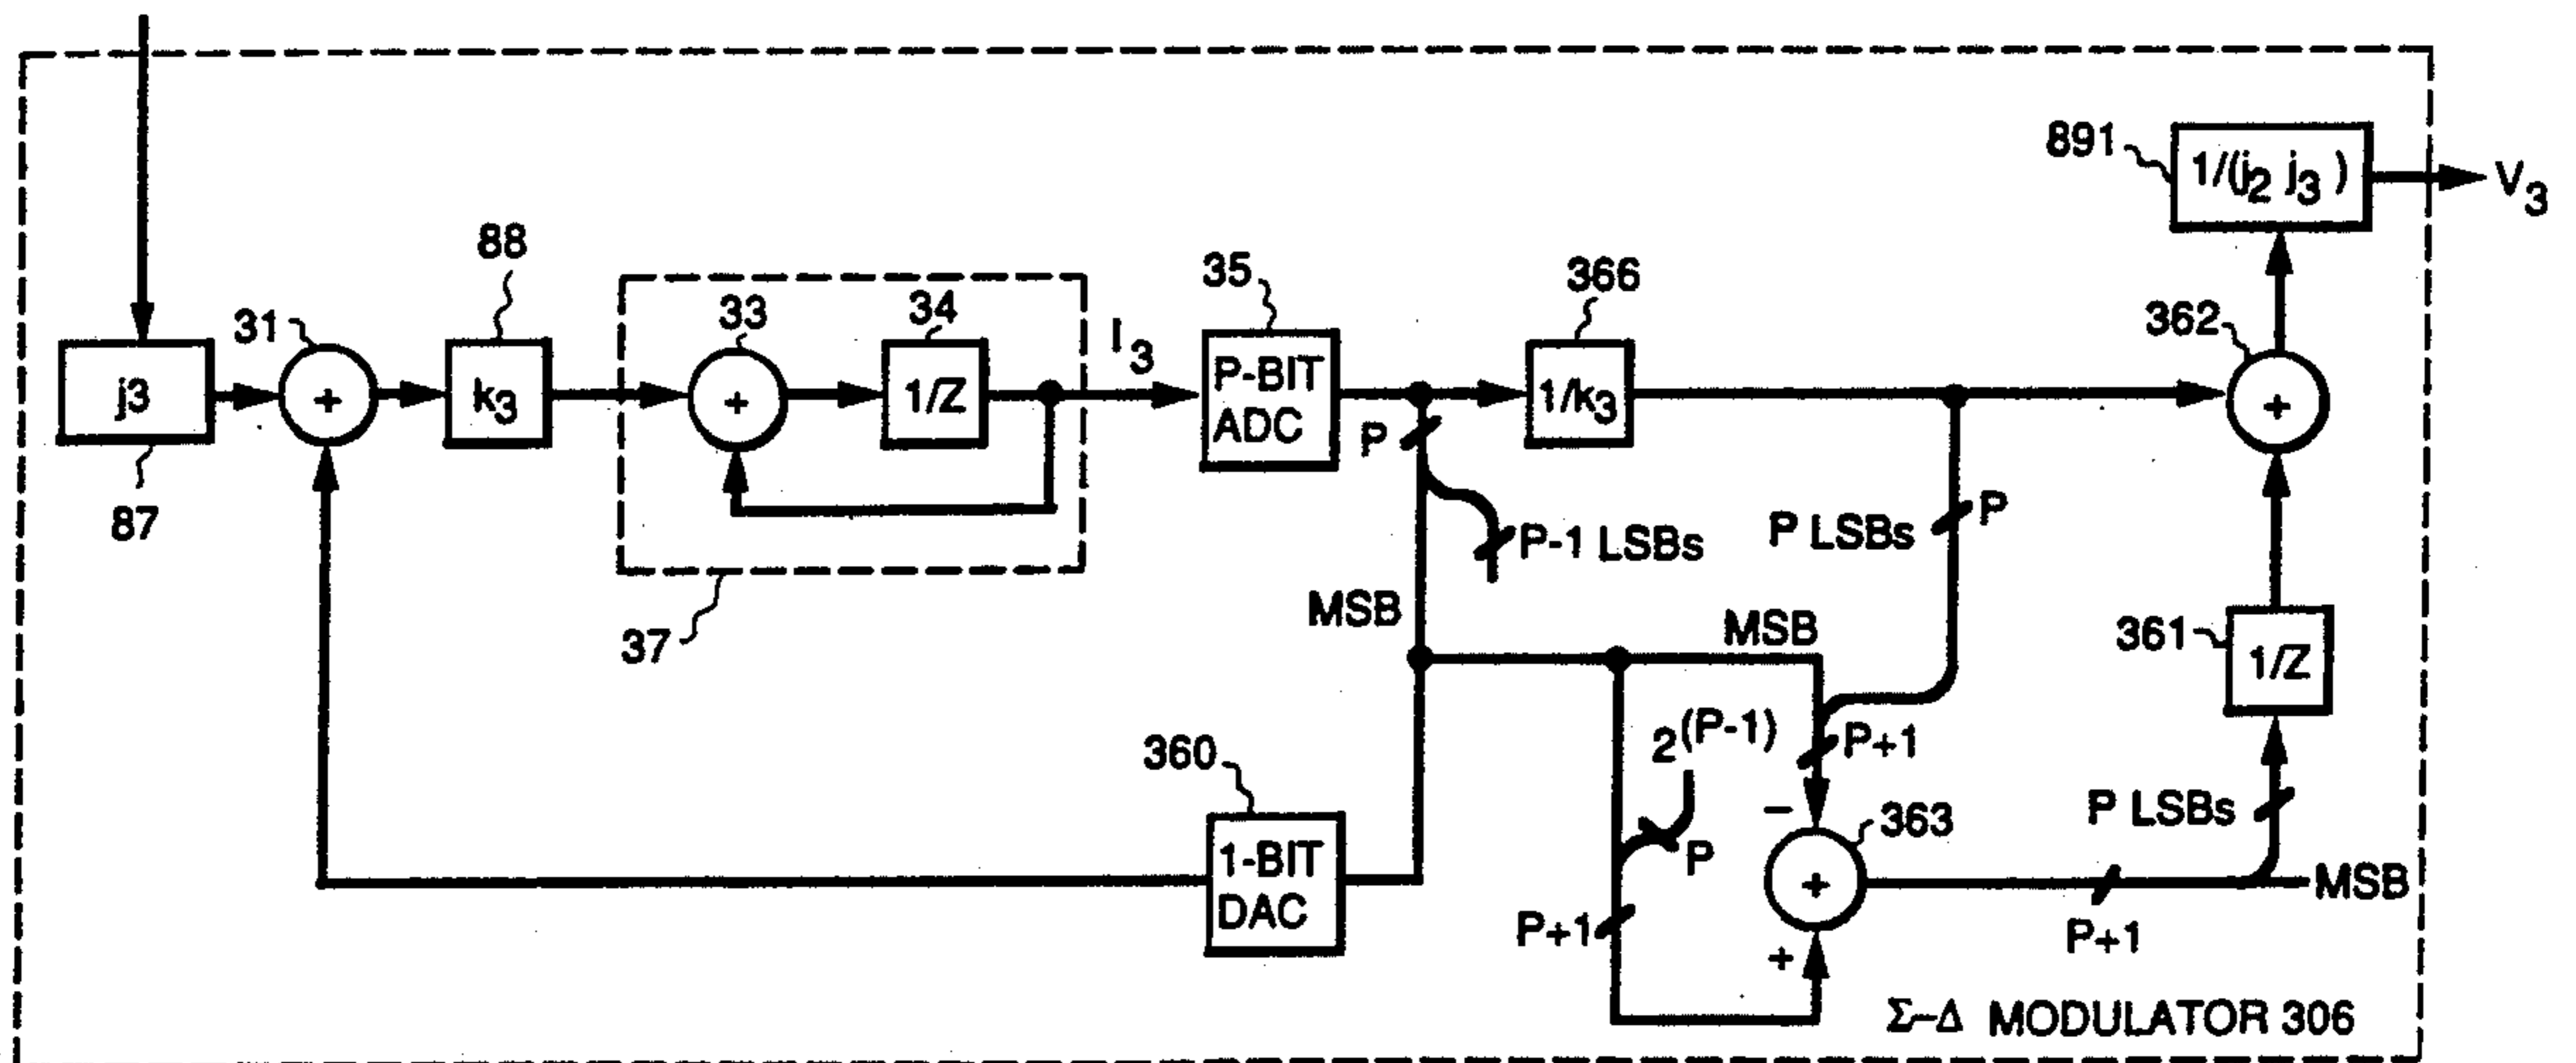 891
1/(j2 j3 )
V3
88
35
366
31
33
34
I3
362
j3
+
k3
+
1/Z
P-BIT
ADC
1/k3
+
P
87
P-1 LSBs
P LSBs
P
MSB
MSB
37
361
1/Z
2(P-1)
P+1
360
−
363
P LSBs
1-BIT
DAC
P
+
MSB
P+1
P+1
+
Σ-Δ MODULATOR 306